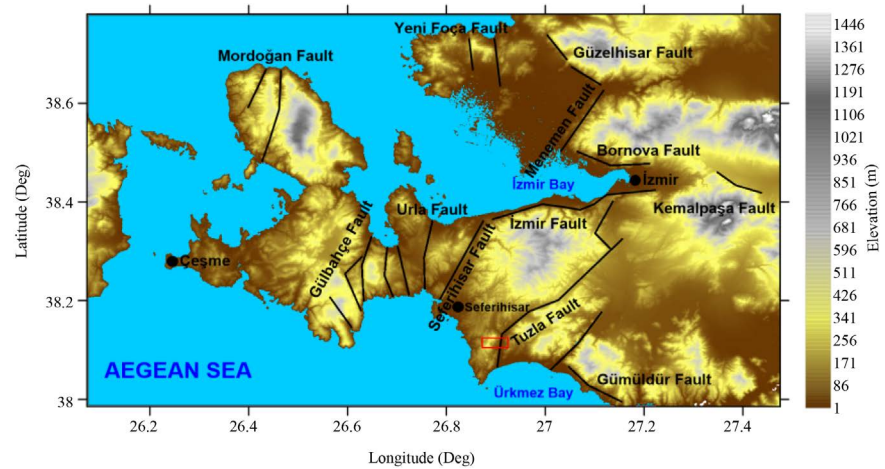 Yeni Foça Fault
Mordoğan Fault
Güzelhisar Fault
Menemen Fault
Bornova Fault
İzmir Bay
İzmir
Kemalpaşa Fault
Urla Fault
İzmir Fault
Gülbahçe Fault
Seferihisar Fault
Çeşme
Seferihisar
Tuzla Fault
AEGEAN SEA
Gümüldür Fault
Ürkmez Bay
38.6
38.4
38.2
38
Latitude (Deg)
26.2
26.4
26.6
26.8
27
27.2
27.4
Longitude (Deg)
1446
1361
1276
1191
1106
1021
936
851
766
681
596
511
426
341
256
171
86
1
Elevation (m)